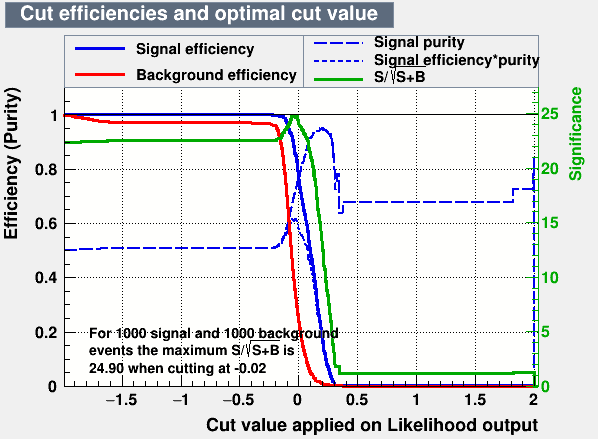 Cut efficiencies and optimal cut value
Signal efficiency
Background efficiency
Signal purity
Signal efficiency*purity
S/√S+B
Efficiency (Purity)
1
0.8
0.6
0.4
0.2
0
25
20
15
10
5
0
Significance
For 1000 signal and 1000 background
events the maximum S/√S+B is
24.90 when cutting at -0.02
−1.5 −1 −0.5 0 0.5 1 1.5 2
Cut value applied on Likelihood output